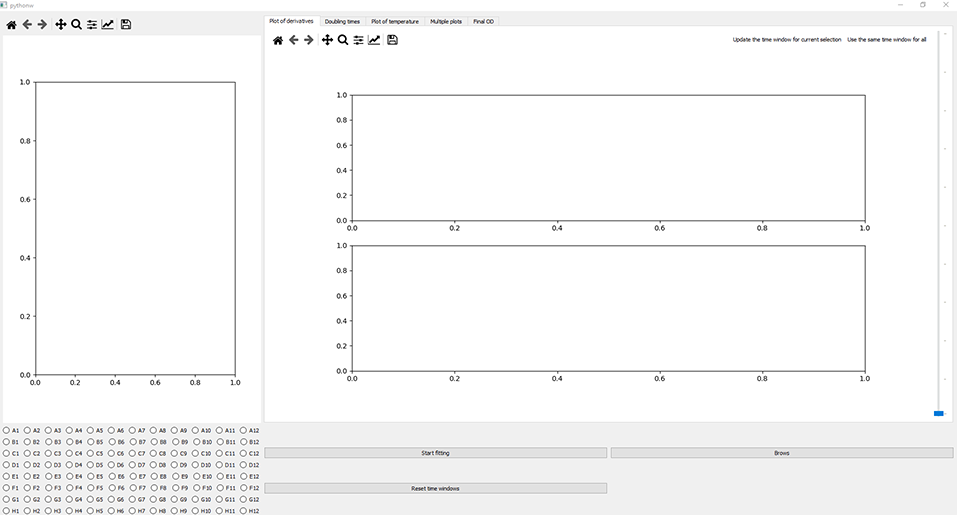 pythonw
Plot of derivatives Doubling times Plot of temperature Multiple plots Final OD
Update the time window for current selection Use the same time window for all
1.0
0.8
0.6
0.4
0.2
0.0
0.0 0.2 0.4 0.6 0.8 1.0
1.0
0.8
0.6
0.4
0.2
0.0
0.0 0.2 0.4 0.6 0.8 1.0
1.0
0.8
0.6
0.4
0.2
0.0
0.0 0.2 0.4 0.6 0.8 1.0
A1 A2 A3 A4 A5 A6 A7 A8 A9 A10 A11 A12
B1 B2 B3 B4 B5 B6 B7 B8 B9 B10 B11 B12
C1 C2 C3 C4 C5 C6 C7 C8 C9 C10 C11 C12
D1 D2 D3 D4 D5 D6 D7 D8 D9 D10 D11 D12
E1 E2 E3 E4 E5 E6 E7 E8 E9 E10 E11 E12
F1 F2 F3 F4 F5 F6 F7 F8 F9 F10 F11 F12
G1 G2 G3 G4 G5 G6 G7 G8 G9 G10 G11 G12
H1 H2 H3 H4 H5 H6 H7 H8 H9 H10 H11 H12
Start fitting Brows
Reset time windows